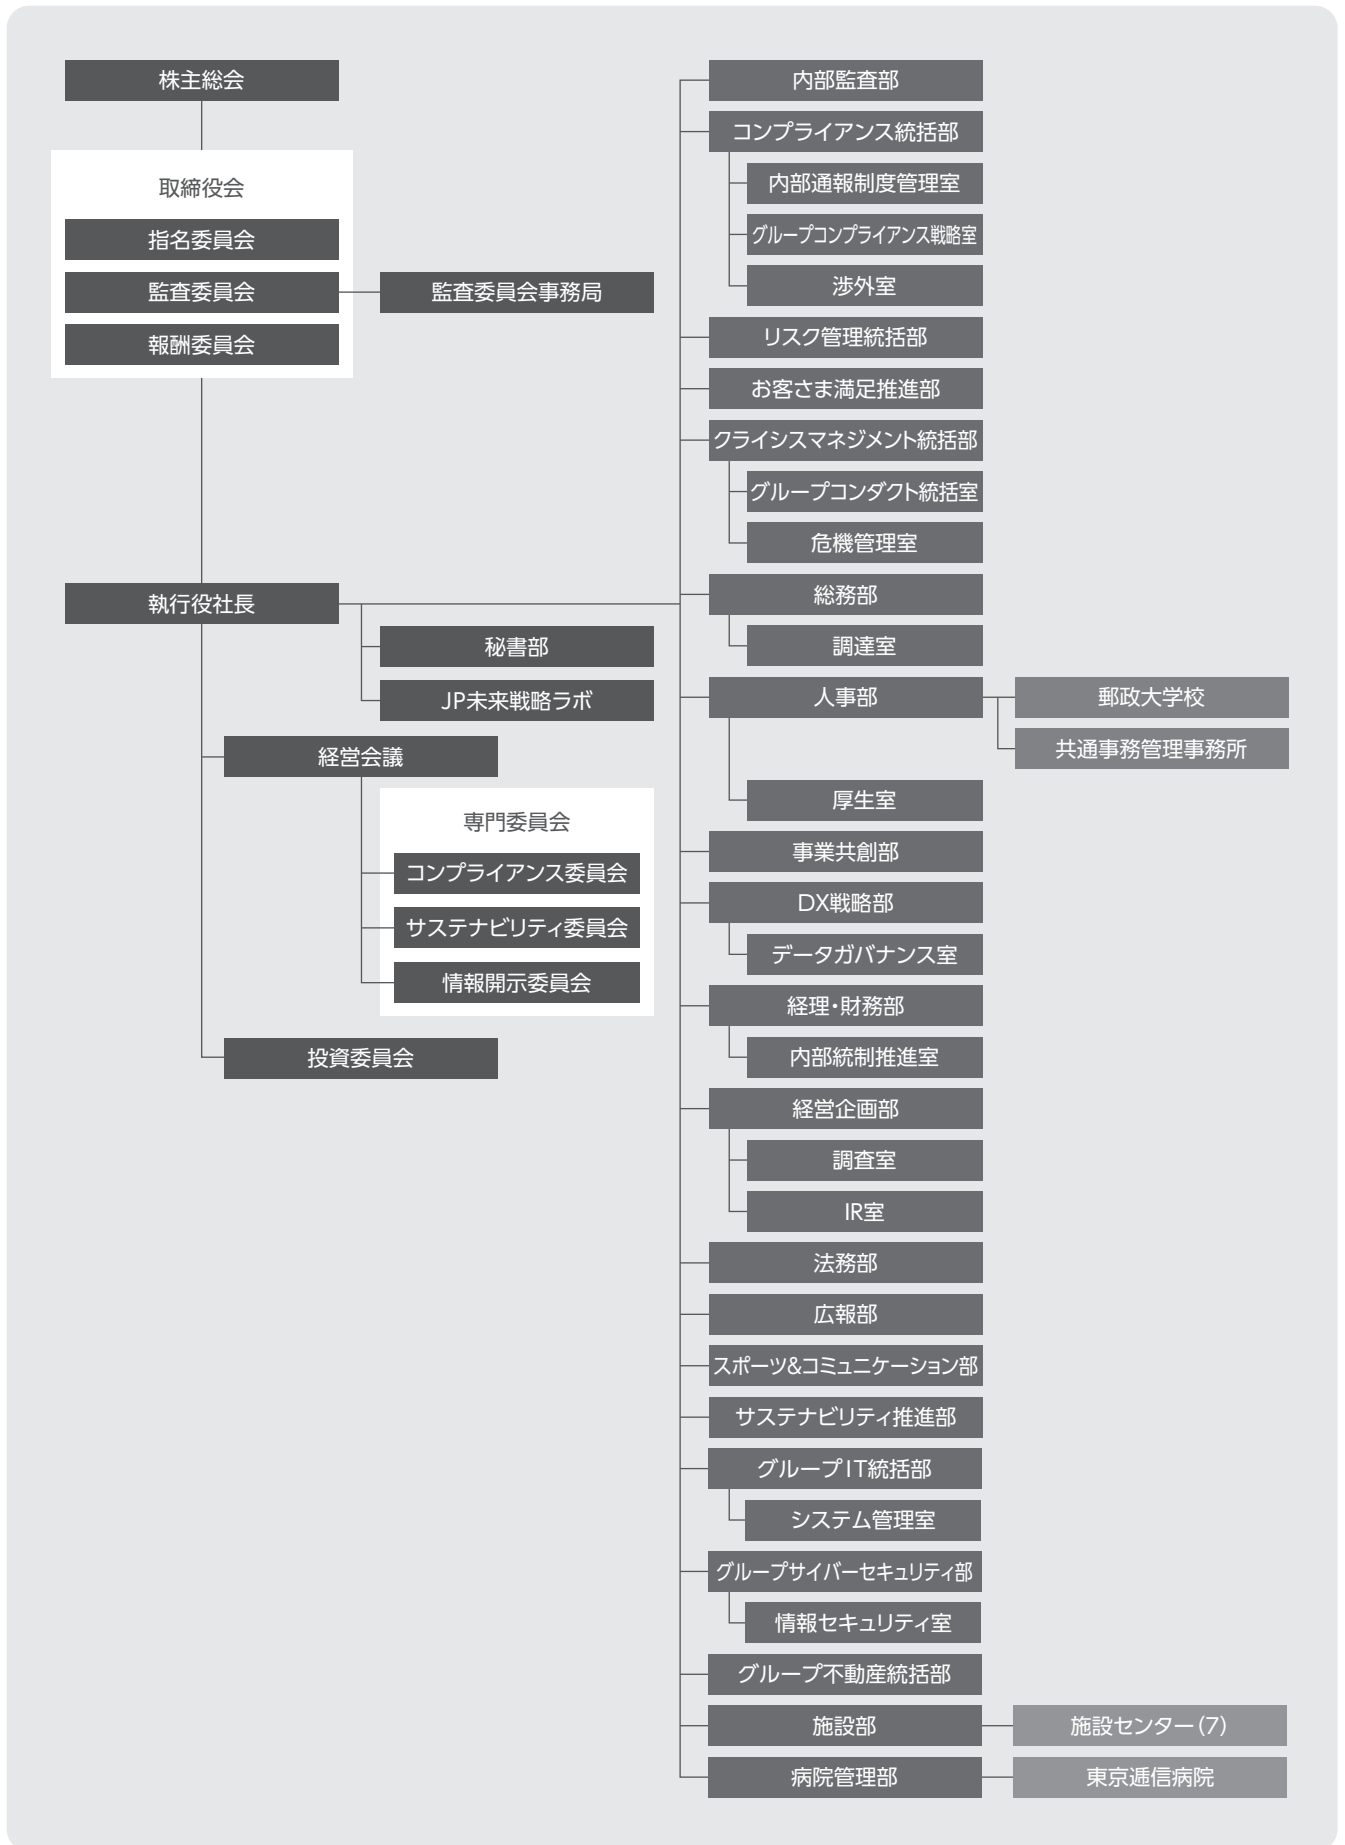 株主総会
取締役会
指名委員会
監査委員会
監査委員会事務局
報酬委員会
執行役社長
秘書部
JP未来戦略ラボ
経営会議
専門委員会
コンプライアンス委員会
サステナビリティ委員会
情報開示委員会
投資委員会
内部監査部
コンプライアンス統括部
内部通報制度管理室
グループコンプライアンス戦略室
渉外室
リスク管理統括部
お客さま満足推進部
クライシスマネジメント統括部
グループコンダクト統括室
危機管理室
総務部
調達室
人事部
郵政大学校
共通事務管理事務所
厚生室
事業共創部
DX戦略部
データガバナンス室
経理・財務部
内部統制推進室
経営企画部
調査室
IR室
法務部
広報部
スポーツ&コミュニケーション部
サステナビリティ推進部
グループIT統括部
システム管理室
グループサイバーセキュリティ部
情報セキュリティ室
グループ不動産統括部
施設部
施設センター(7)
病院管理部
東京逓信病院